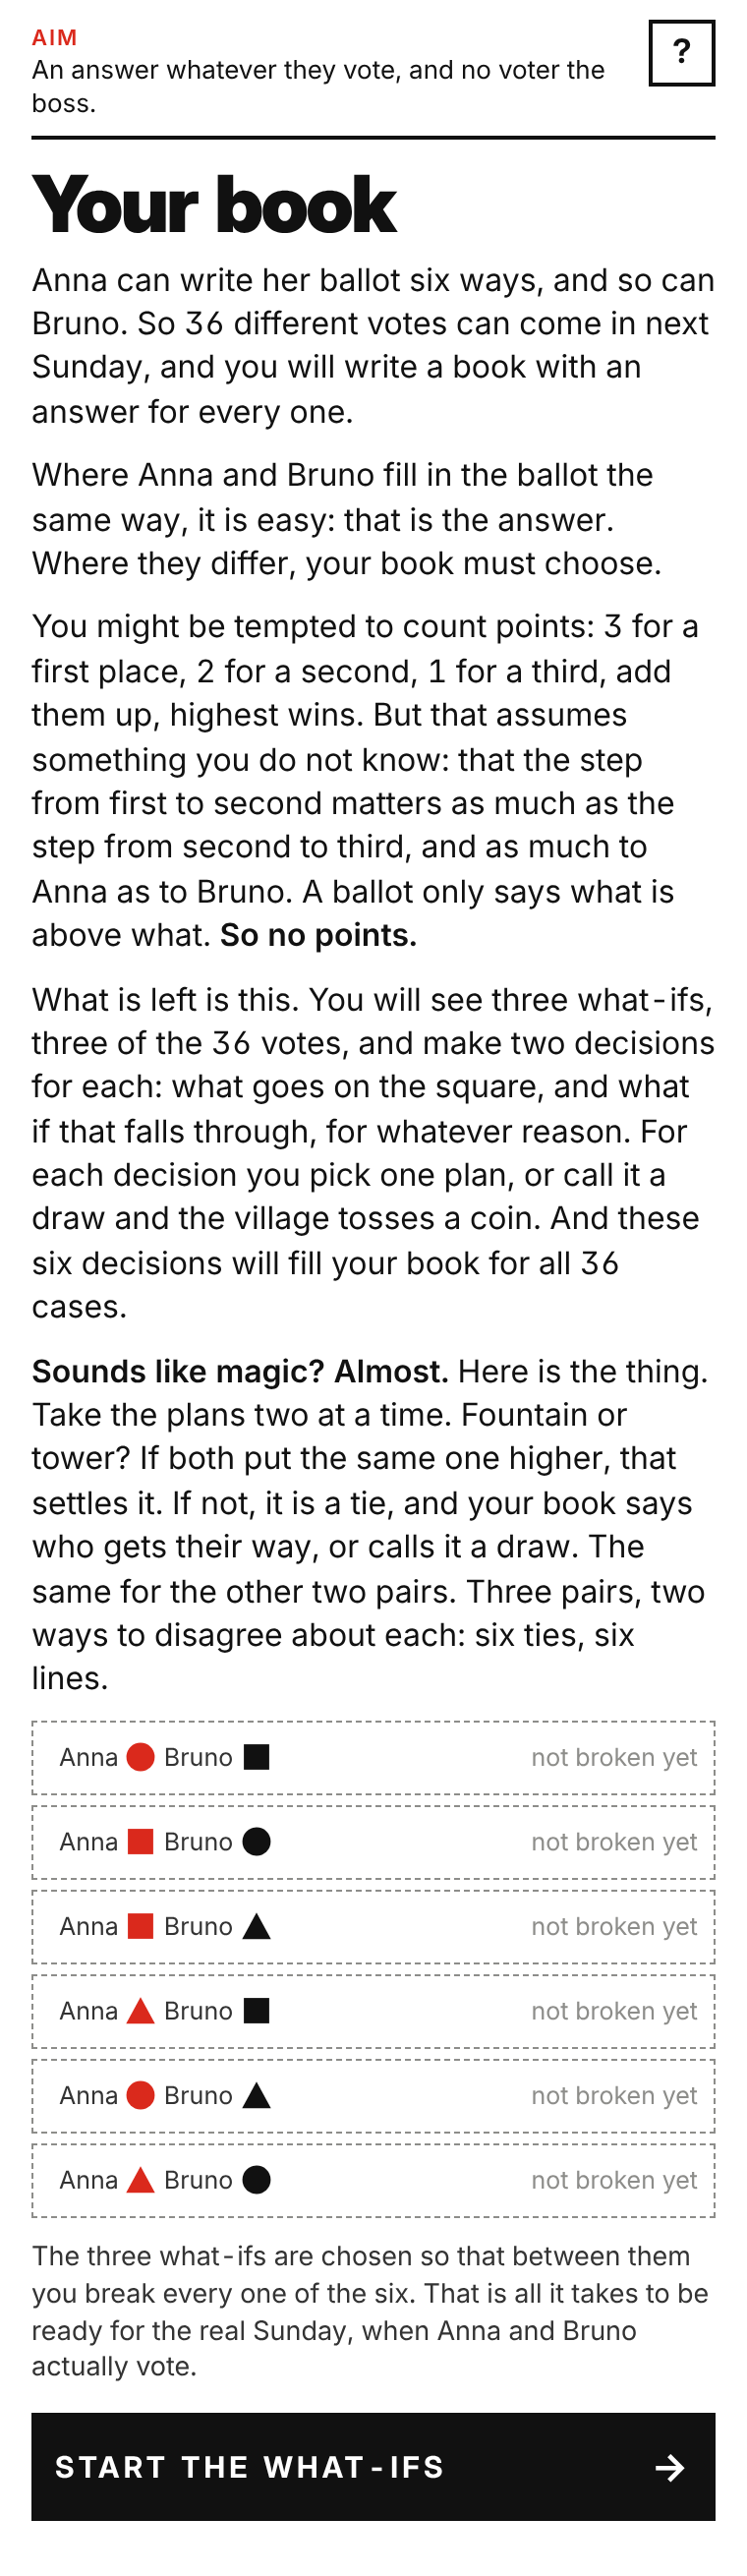 AIM
An answer whatever they vote, and no voter the
boss.
?
Your book
Anna can write her ballot six ways, and so can
Bruno. So 36 different votes can come in next
Sunday, and you will write a book with an
answer for every one.
Where Anna and Bruno fill in the ballot the
same way, it is easy: that is the answer.
Where they differ, your book must choose.
You might be tempted to count points: 3 for a
first place, 2 for a second, 1 for a third, add
them up, highest wins. But that assumes
something you do not know: that the step
from first to second matters as much as the
step from second to third, and as much to
Anna as to Bruno. A ballot only says what is
above what. So no points.
What is left is this. You will see three what-ifs,
three of the 36 votes, and make two decisions
for each: what goes on the square, and what
if that falls through, for whatever reason. For
each decision you pick one plan, or call it a
draw and the village tosses a coin. And these
six decisions will fill your book for all 36
cases.
Sounds like magic? Almost. Here is the thing.
Take the plans two at a time. Fountain or
tower? If both put the same one higher, that
settles it. If not, it is a tie, and your book says
who gets their way, or calls it a draw. The
same for the other two pairs. Three pairs, two
ways to disagree about each: six ties, six
lines.
Anna Bruno not broken yet
Anna Bruno not broken yet
Anna Bruno not broken yet
Anna Bruno not broken yet
Anna Bruno not broken yet
Anna Bruno not broken yet
The three what-ifs are chosen so that between them
you break every one of the six. That is all it takes to be
ready for the real Sunday, when Anna and Bruno
actually vote.
START THE WHAT-IFS →